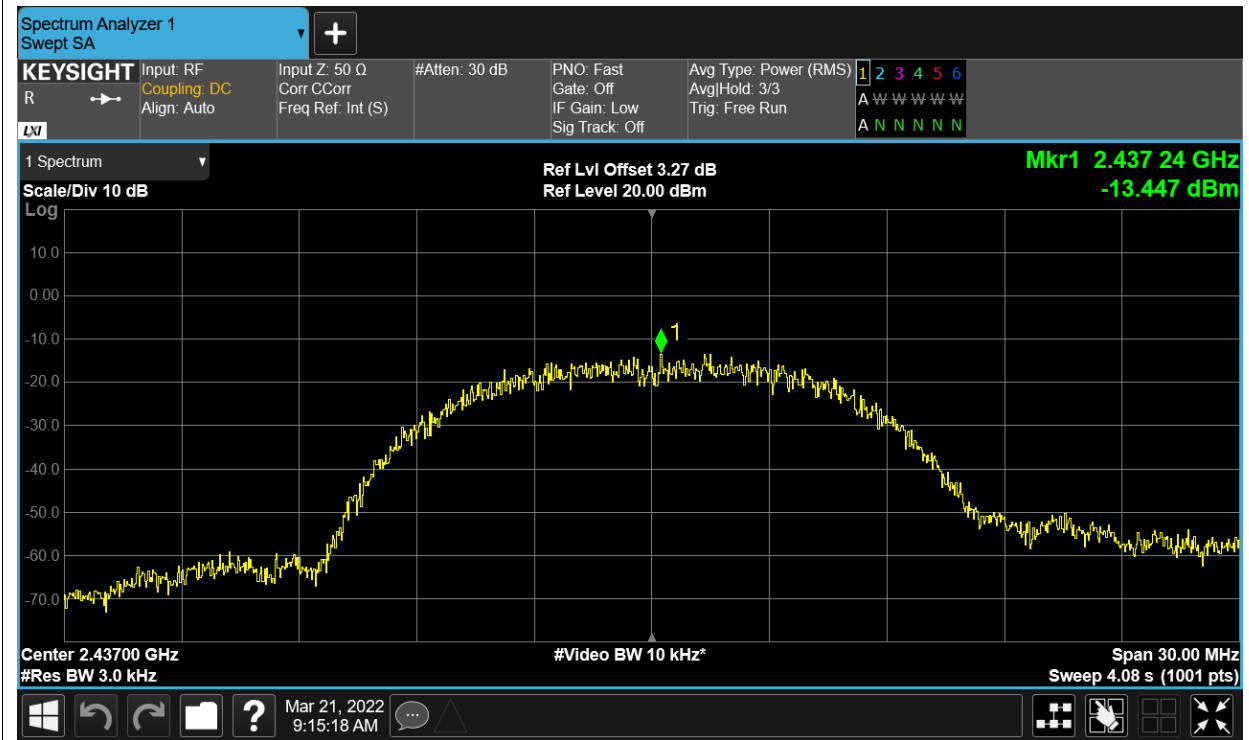 Spectrum Analyzer 1
Swept SA
KEYSIGHT
R
LXI
Input: RF
Coupling: DC
Align: Auto
Input Z: 50 Ω
Corr CCorr
Freq Ref: Int (S)
#Atten: 30 dB
PNO: Fast
Gate: Off
IF Gain: Low
Sig Track: Off
Avg Type: Power (RMS)
Avg|Hold: 3/3
Trig: Free Run
1 2 3 4 5 6
A W W W W W
A N N N N N
1 Spectrum
Scale/Div 10 dB
Log
Ref Lvl Offset 3.27 dB
Ref Level 20.00 dBm
Mkr1 2.437 24 GHz
-13.447 dBm
10.0
0.00
-10.0
1
-20.0
-30.0
-40.0
-50.0
-60.0
-70.0
Center 2.43700 GHz
#Res BW 3.0 kHz
#Video BW 10 kHz*
Span 30.00 MHz
Sweep 4.08 s (1001 pts)
?
Mar 21, 2022
9:15:18 AM